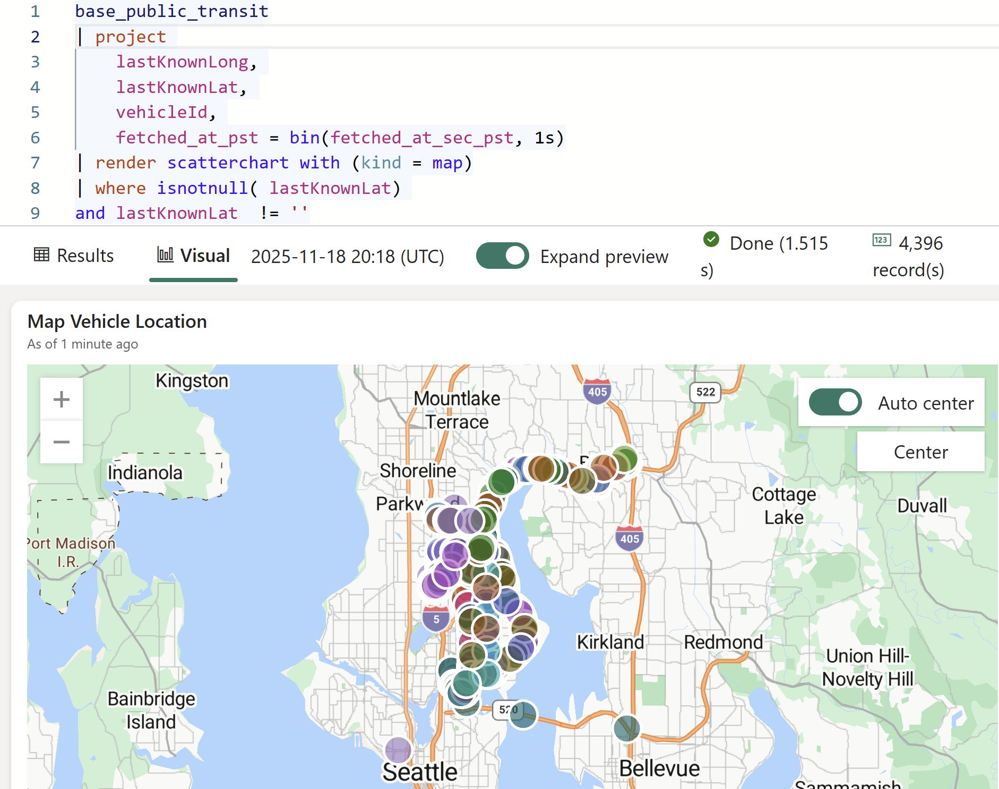 1 base_public_transit
2 | project
3 lastKnownLong,
4 lastKnownLat,
5 vehicleId,
6 fetched_at_pst = bin(fetched_at_sec_pst, 1s)
7 | render scatterchart with (kind = map)
8 | where isnotnull( lastKnownLat)
9 and lastKnownLat  != ''
Results Visual 2025-11-18 20:18 (UTC) Expand preview
Done (1.515
s)
123 4,396
record(s)
Map Vehicle Location
As of 1 minute ago
+
−
Auto center
Center
Kingston
Mountlake
Terrace
405
522
Shoreline
Indianola
Cottage
Lake
Duvall
Port Madison
I.R.
405
5
Kirkland
Redmond
Union Hill-
Novelty Hill
Bainbridge
Island
520
Seattle
Bellevue
Sammamish